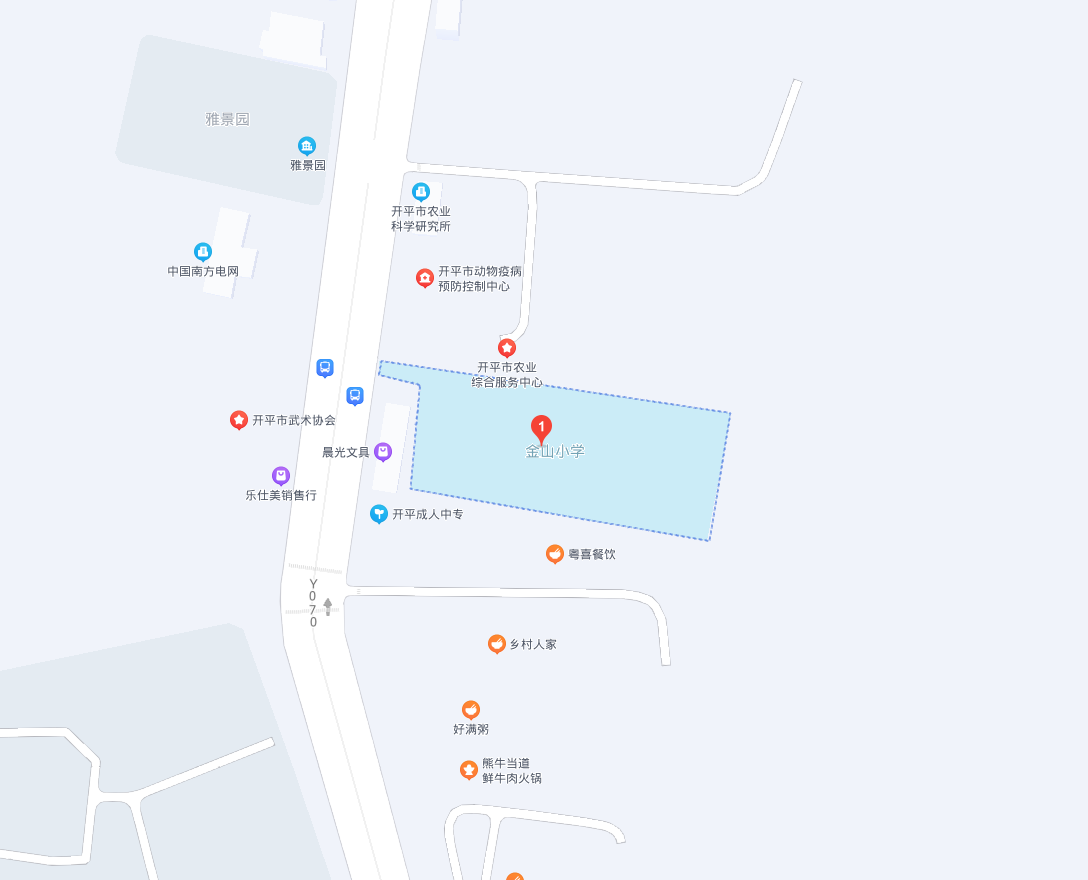 雅景园
雅景园
开平市农业
科学研究所
中国南方电网
开平市动物疫病
预防控制中心
开平市农业
综合服务中心
开平市武术协会
1
金山小学
晨光文具
乐仕美销售行
开平成人中专
粤喜餐饮
Y070
乡村人家
好满粥
熊牛当道
鲜牛肉火锅